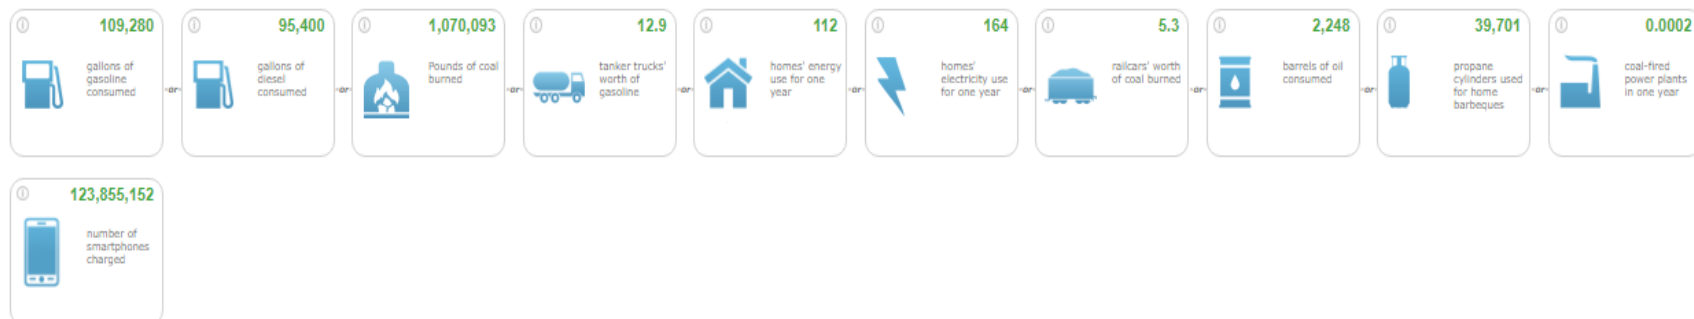 109,280
gallons of
gasoline
consumed
-or-
95,400
gallons of
diesel
consumed
-or-
1,070,093
Pounds of coal
burned
-or-
12.9
tanker trucks'
worth of
gasoline
-or-
112
homes' energy
use for one
year
-or-
164
homes'
electricity use
for one year
-or-
5.3
railcars' worth
of coal burned
-or-
2,248
barrels of oil
consumed
-or-
39,701
propane
cylinders used
for home
barbeques
-or-
0.0002
coal-fired
power plants
in one year
123,855,152
number of
smartphones
charged